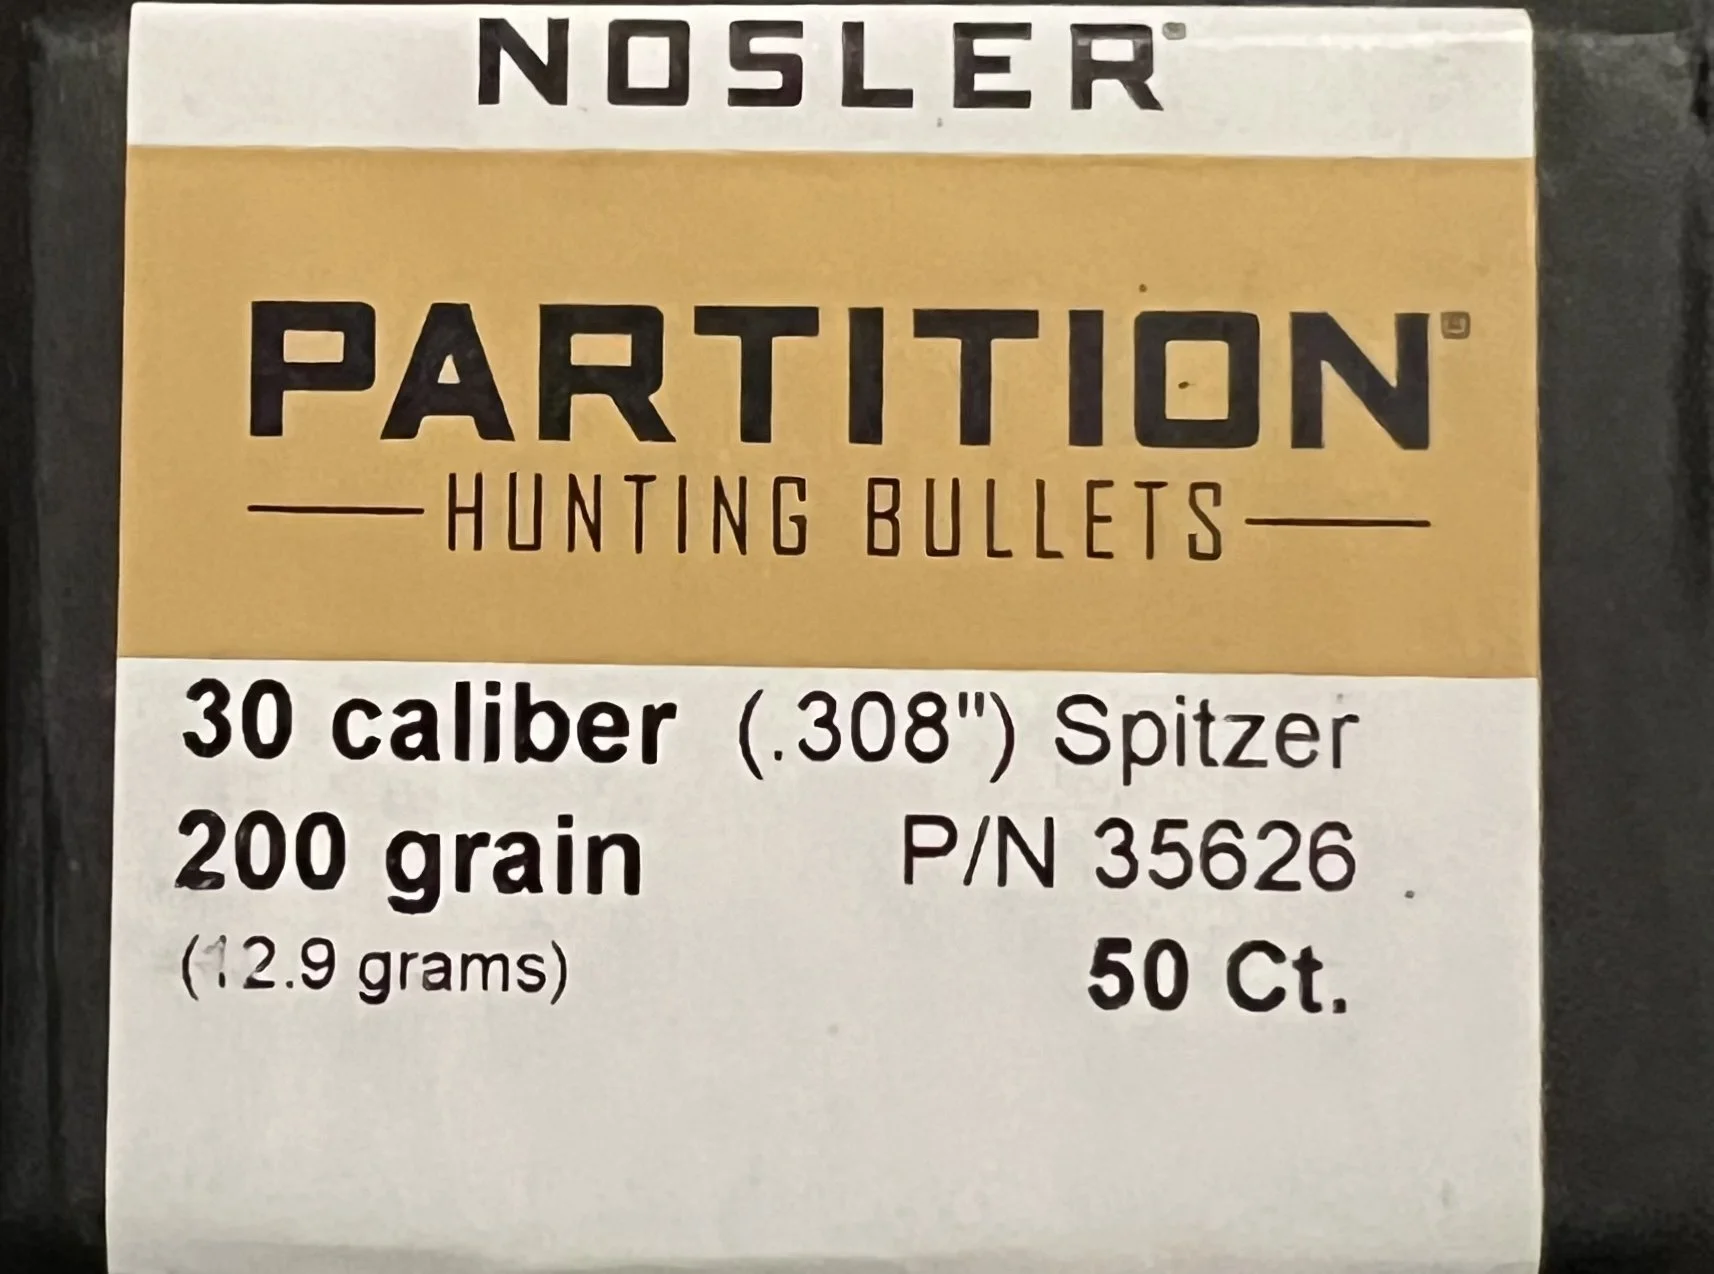 NOSLER®
PARTITION®
HUNTING BULLETS
30 caliber (.308") Spitzer
200 grain P/N 35626
(12.9 grams) 50 Ct.